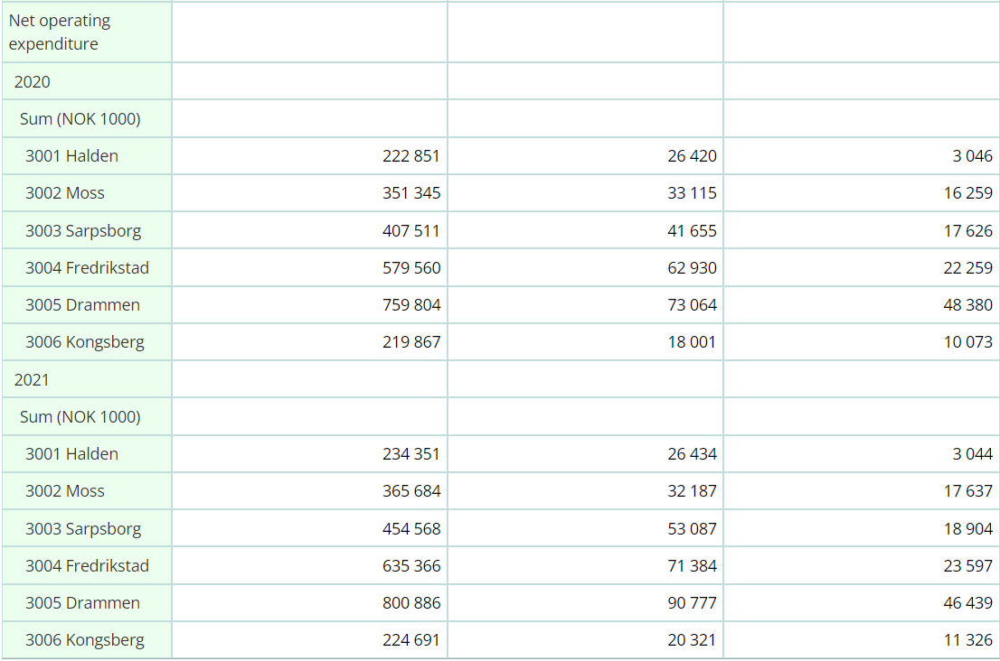 Net operating
expenditure
2020
Sum (NOK 1000)
3001 Halden 222 851 26 420 3 046
3002 Moss 351 345 33 115 16 259
3003 Sarpsborg 407 511 41 655 17 626
3004 Fredrikstad 579 560 62 930 22 259
3005 Drammen 759 804 73 064 48 380
3006 Kongsberg 219 867 18 001 10 073
2021
Sum (NOK 1000)
3001 Halden 234 351 26 434 3 044
3002 Moss 365 684 32 187 17 637
3003 Sarpsborg 454 568 53 087 18 904
3004 Fredrikstad 635 366 71 384 23 597
3005 Drammen 800 886 90 777 46 439
3006 Kongsberg 224 691 20 321 11 326